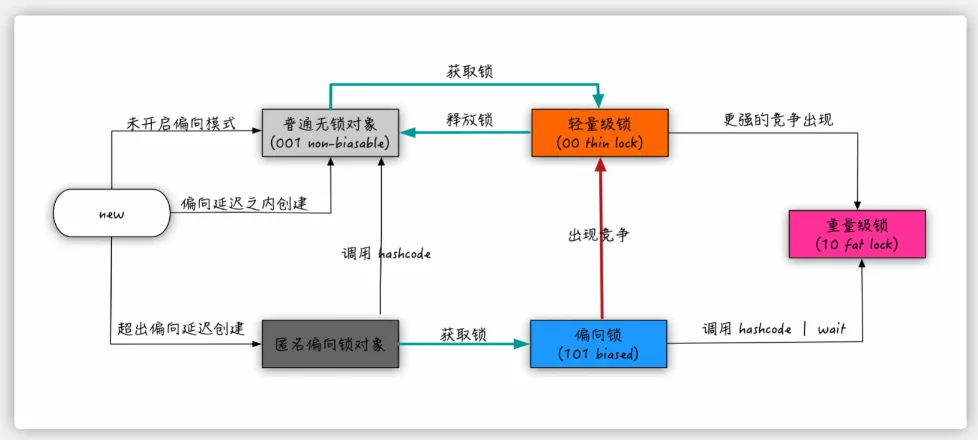 获取锁
未开启偏向模式
普通无锁对象
(001 non-biasable)
释放锁
轻量级锁
(00 thin lock)
更强的竞争出现
new
偏向延迟之内创建
重量级锁
(10 fat lock)
调用 hashcode
出现竞争
超出偏向延迟创建
匿名偏向锁对象
获取锁
偏向锁
(101 biased)
调用 hashcode | wait